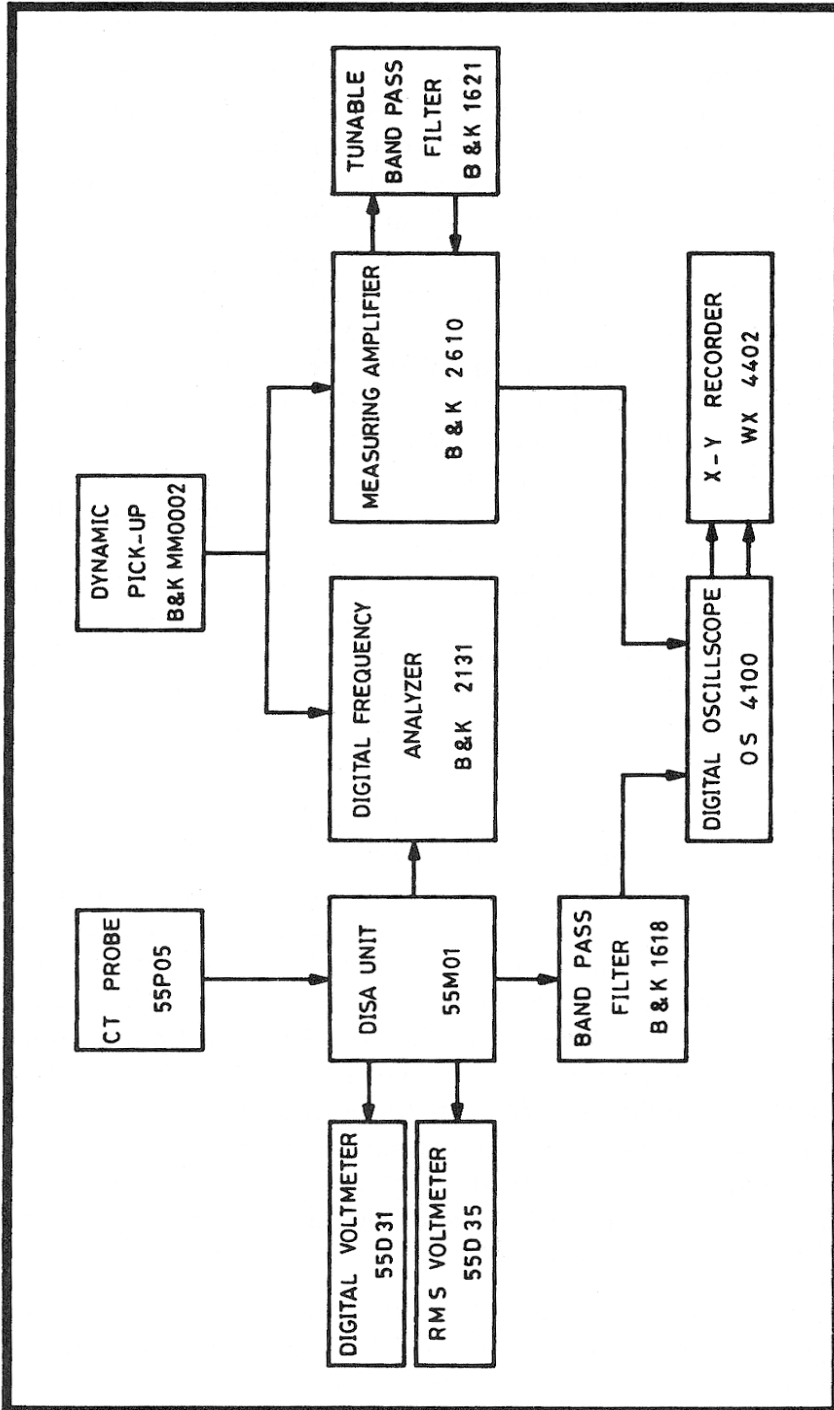 CT PROBE
55P05
DYNAMIC
PICK-UP
B&K MM0002
DIGITAL VOLTMETER
55D31
RMS VOLTMETER
55D35
DISA UNIT
55M01
DIGITAL FREQUENCY
ANALYZER
B&K 2131
MEASURING AMPLIFIER
B & K 2610
TUNABLE
BAND PASS
FILTER
B & K 1621
BAND PASS
FILTER
B & K 1618
DIGITAL OSCILLSCOPE
OS 4100
X-Y RECORDER
WX 4402